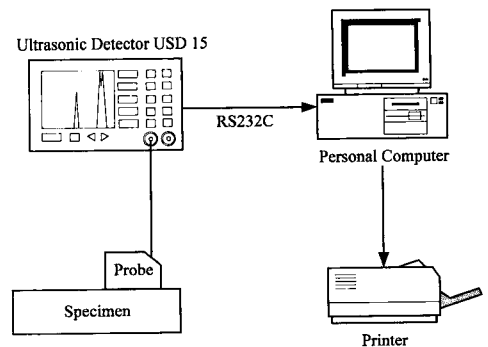 Ultrasonic Detector USD 15
RS232C
Personal Computer
Probe
Specimen
Printer